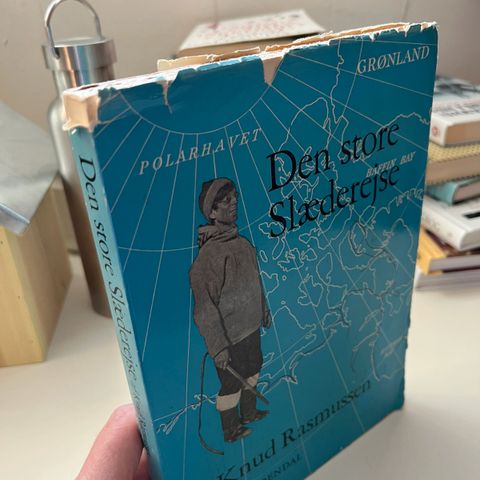 GRØNLAND
POLARHAVET
BAFFIN BAY
Den store
Slæderejse
Knud Rasmussen
Den store Slæderejse